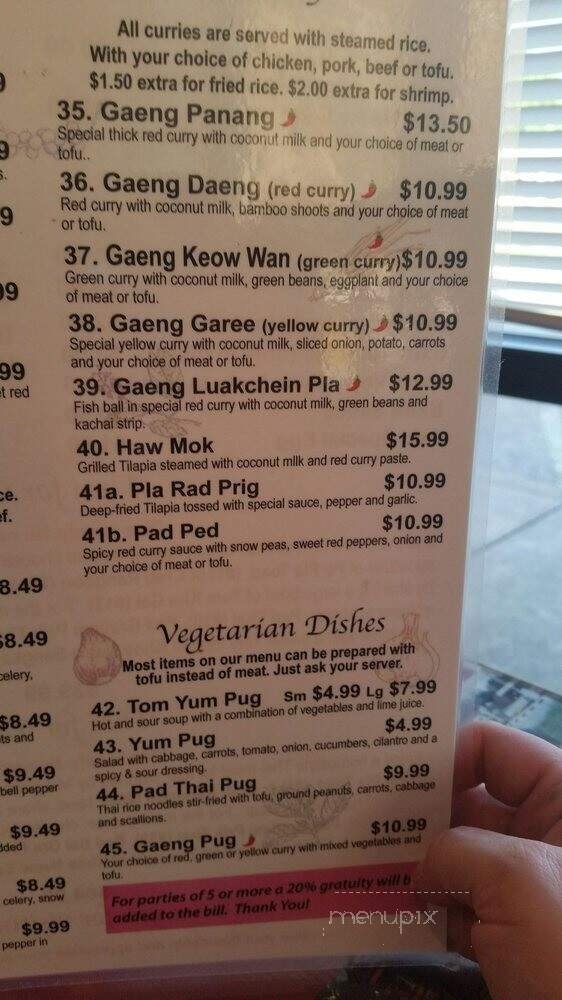 All curries are served with steamed rice.
With your choice of chicken, pork, beef or tofu.
$1.50 extra for fried rice. $2.00 extra for shrimp.
35. Gaeng Panang $13.50
Special thick red curry with coconut milk and your choice of meat or
tofu..
36. Gaeng Daeng (red curry) $10.99
Red curry with coconut milk, bamboo shoots and your choice of meat
or tofu.
37. Gaeng Keow Wan (green curry) $10.99
Green curry with coconut milk, green beans, eggplant and your choice
of meat or tofu.
38. Gaeng Garee (yellow curry) $10.99
Special yellow curry with coconut milk, sliced onion, potato, carrots
and your choice of meat or tofu.
39. Gaeng Luakchein Pla $12.99
Fish ball in special red curry with coconut milk, green beans and
kachai strip.
40. Haw Mok $15.99
Grilled Tilapia steamed with coconut mIlk and red curry paste.
41a. Pla Rad Prig $10.99
Deep-fried Tilapia tossed with special sauce, pepper and garlic.
41b. Pad Ped $10.99
Spicy red curry sauce with snow peas, sweet red peppers, onion and
your choice of meat or tofu.
Vegetarian Dishes
Most items on our menu can be prepared with
tofu instead of meat. Just ask your server.
42. Tom Yum Pug Sm $4.99 Lg $7.99
Hot and sour soup with a combination of vegetables and lime juice.
43. Yum Pug $4.99
Salad with cabbage, carrots, tomato, onion, cucumbers, cilantro and a
spicy & sour dressing.
44. Pad Thai Pug $9.99
Thai rice noodles stir-fried with tofu, ground peanuts, carrots, cabbage
and scallions.
45. Gaeng Pug $10.99
Your choice of red, green or yellow curry with mixed vegetables and
tofu.
For parties of 5 or more a 20% gratuity will b
added to the bill. Thank You!
menupix
9
9
s.
9
99
99
t red
ce.
ef.
8.49
$8.49
celery,
$8.49
ts and
$9.49
bell pepper
$9.49
dded
$8.49
celery, snow
$9.99
pepper in